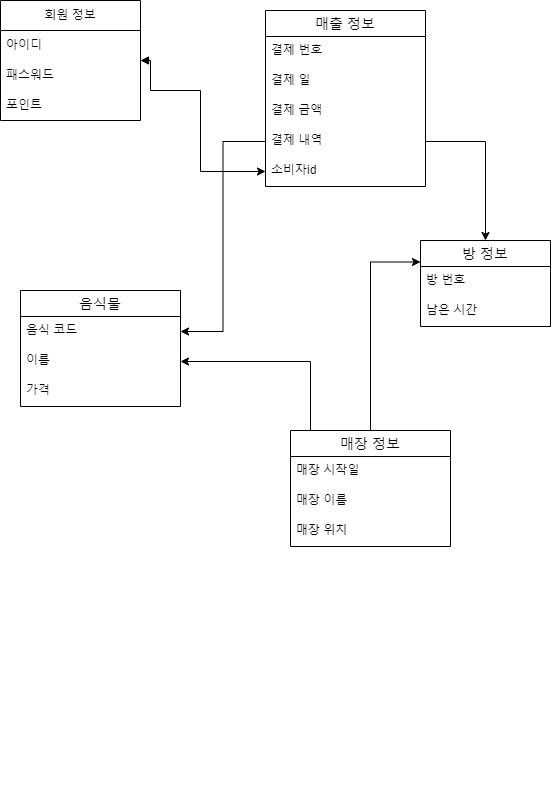 회원 정보
아이디
패스워드
포인트
매출 정보
결제 번호
결제 일
결제 금액
결제 내역
소비자id
방 정보
방 번호
남은 시간
음식물
음식 코드
이름
가격
매장 정보
매장 시작일
매장 이름
매장 위치